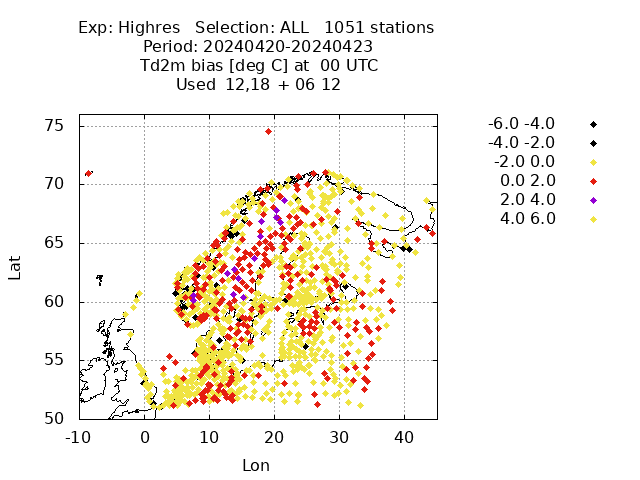 Exp: Highres   Selection: ALL   1051 stations
Period: 20240420-20240423
Td2m bias [deg C] at  00 UTC
Used  12,18 + 06 12
-6.0 -4.0
-4.0 -2.0
-2.0 0.0
0.0 2.0
2.0 4.0
4.0 6.0
75
70
65
60
55
50
Lat
-10 0 10 20 30 40
Lon